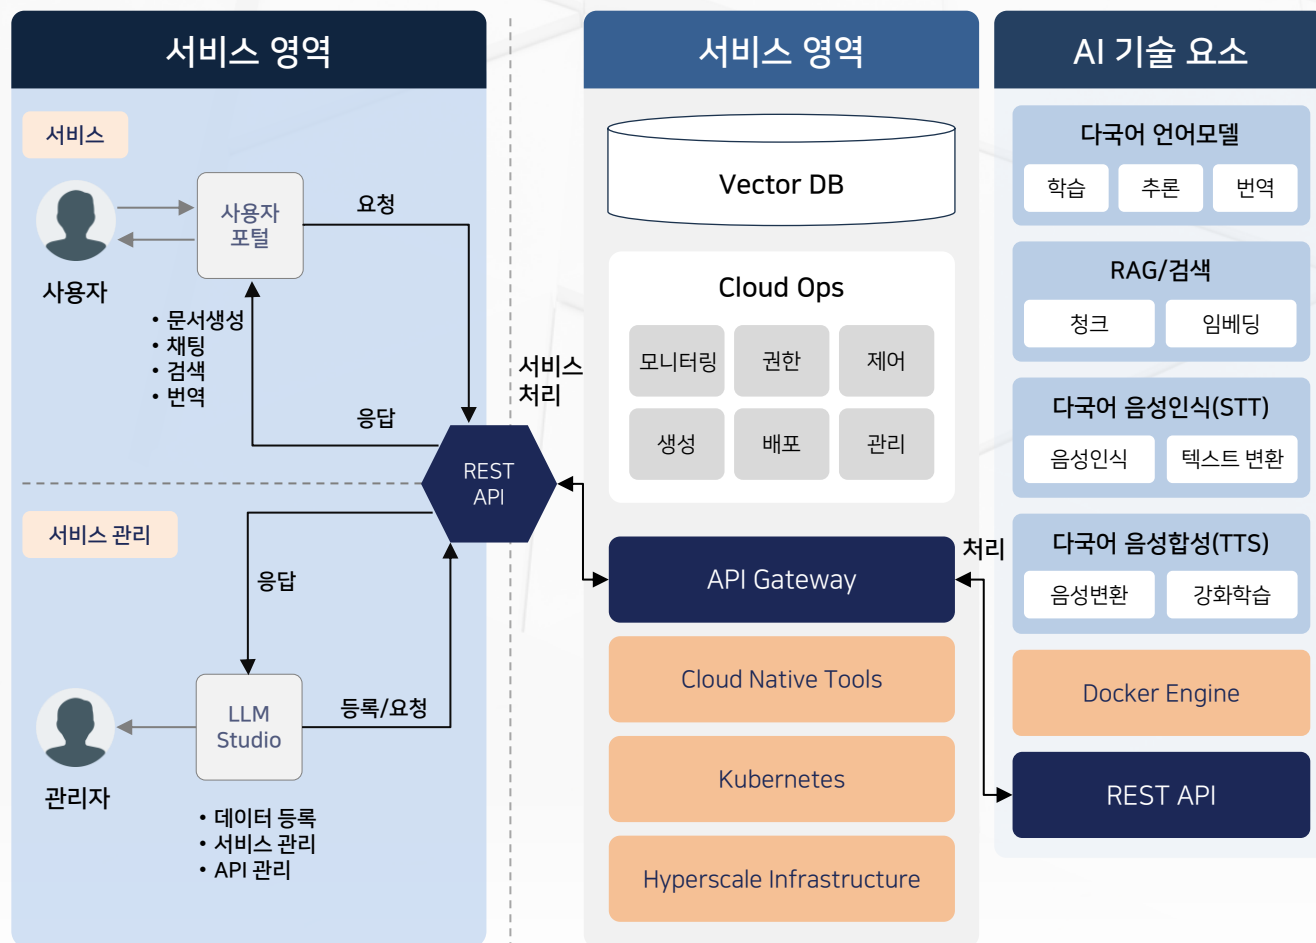 서비스 영역
서비스
사용자
사용자
포털
요청
• 문서생성
• 채팅
• 검색
• 번역
응답
REST
API
서비스 관리
응답
관리자
LLM
Studio
등록/요청
• 데이터 등록
• 서비스 관리
• API 관리
서비스
처리
서비스 영역
Vector DB
Cloud Ops
모니터링 권한 제어
생성 배포 관리
API Gateway
Cloud Native Tools
Kubernetes
Hyperscale Infrastructure
처리
AI 기술 요소
다국어 언어모델
학습 추론 번역
RAG/검색
청크 임베딩
다국어 음성인식(STT)
음성인식 텍스트 변환
다국어 음성합성(TTS)
음성변환 강화학습
Docker Engine
REST API